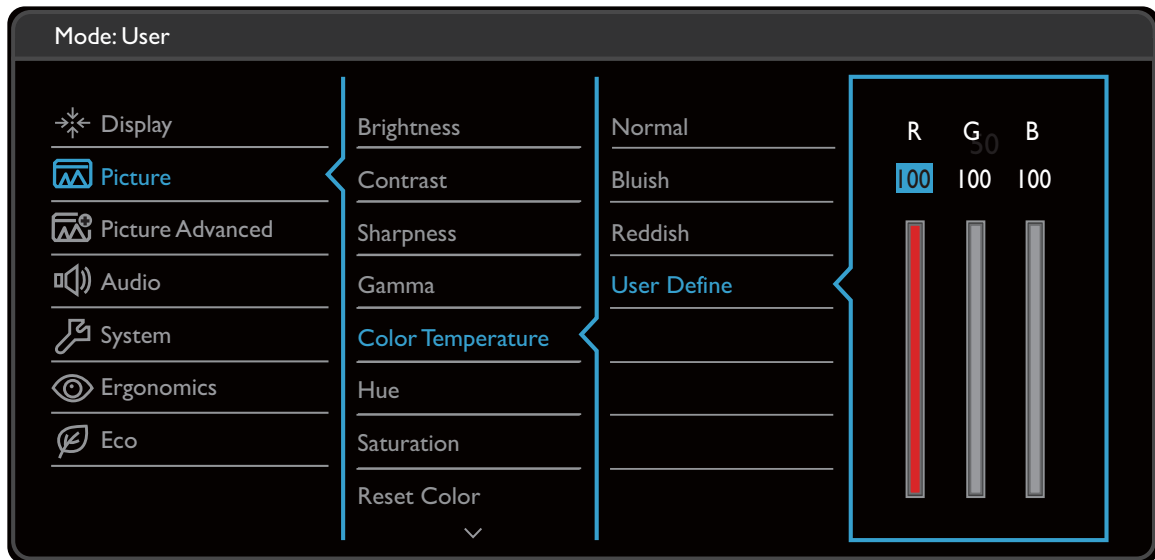 Mode: User
Display
Picture
Picture Advanced
Audio
System
Ergonomics
Eco
Brightness
Contrast
Sharpness
Gamma
Color Temperature
Hue
Saturation
Reset Color
Normal
Bluish
Reddish
User Define
R G B
50
100 100 100